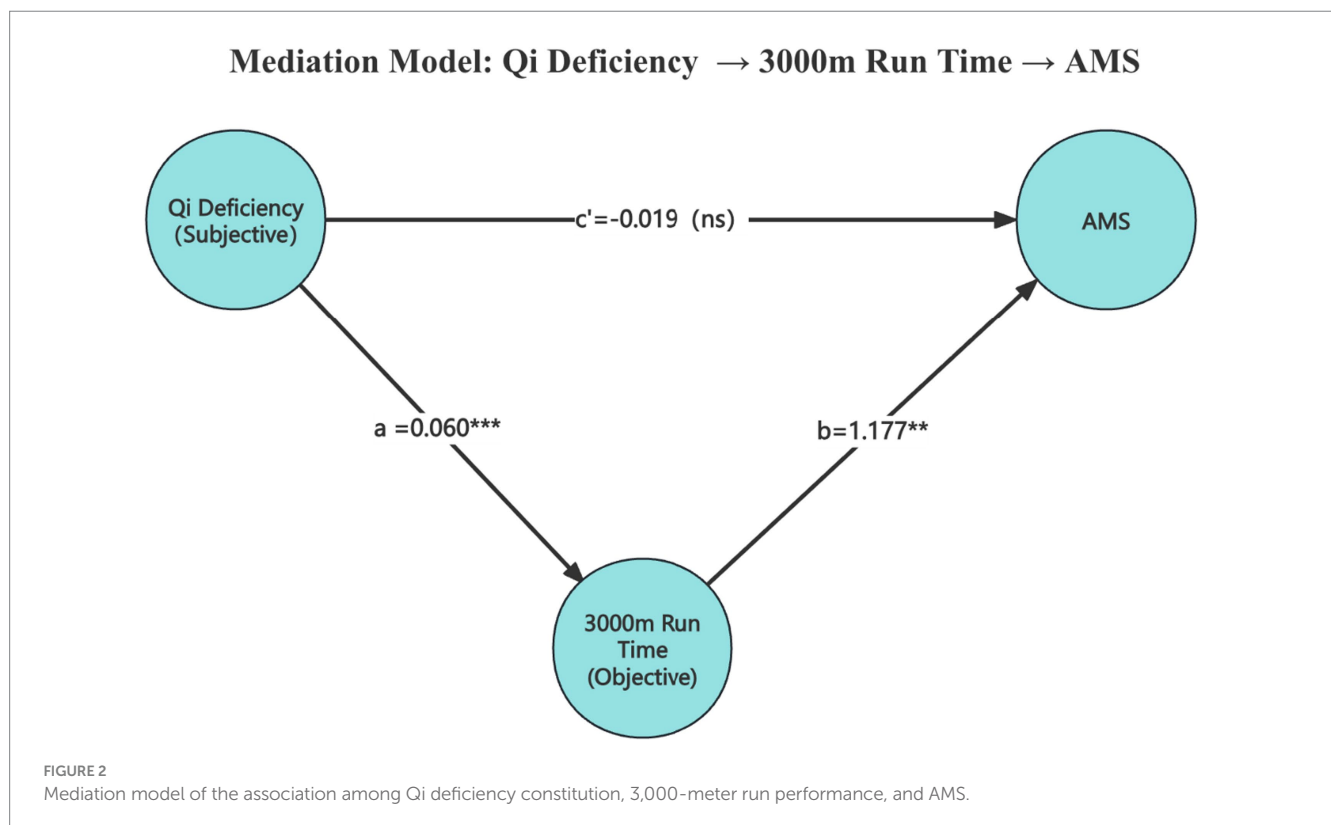 Mediation Model: Qi Deficiency → 3000m Run Time → AMS
Qi Deficiency
(Subjective)
c'=-0.019 (ns)
AMS
a =0.060***
b=1.177**
3000m Run
Time
(Objective)
FIGURE 2
Mediation model of the association among Qi deficiency constitution, 3,000-meter run performance, and AMS.